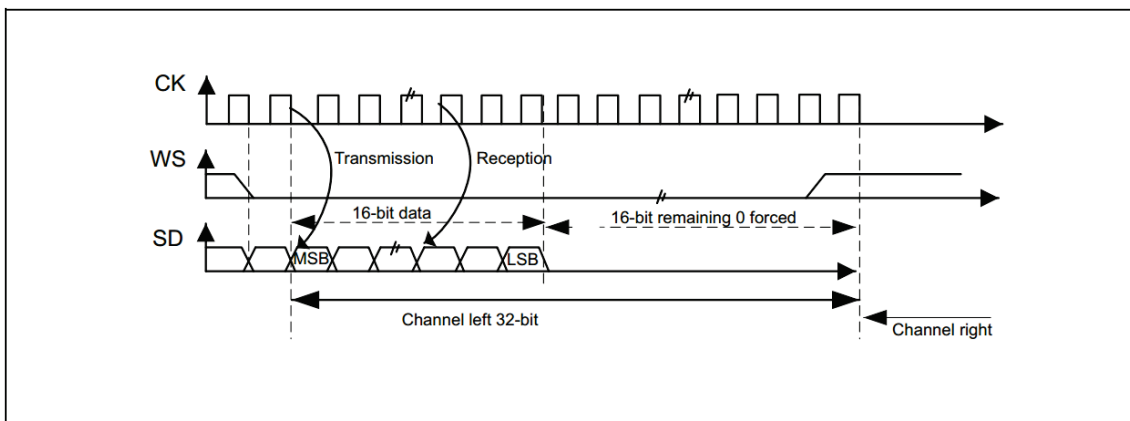 CK
WS
Transmission
Reception
16-bit data
16-bit remaining 0 forced
SD
MSB
LSB
Channel left 32-bit
Channel right